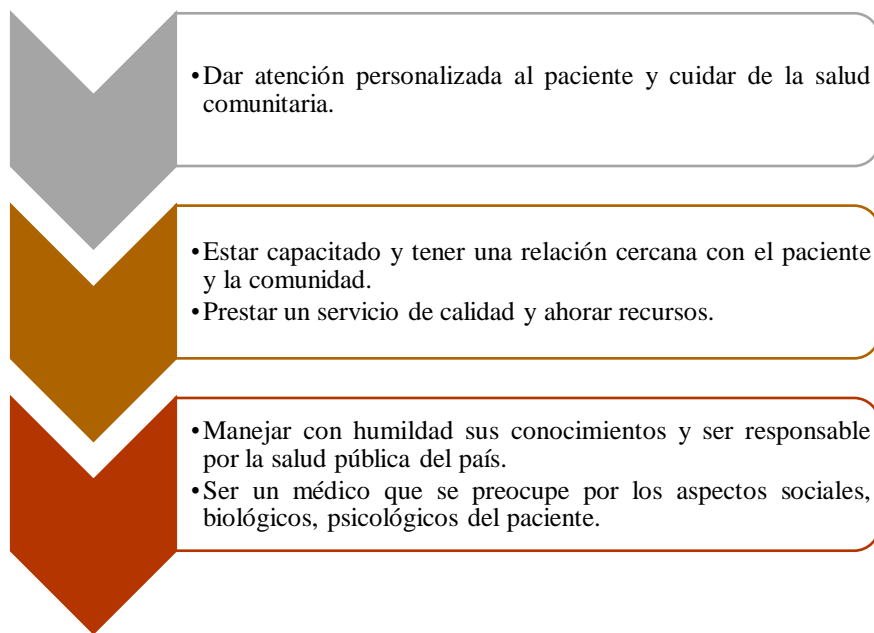 •Dar atención personalizada al paciente y cuidar de la salud
comunitaria.
•Estar capacitado y tener una relación cercana con el paciente
y la comunidad.
•Prestar un servicio de calidad y ahorar recursos.
•Manejar con humildad sus conocimientos y ser responsable
por la salud pública del país.
•Ser un médico que se preocupe por los aspectos sociales,
biológicos, psicológicos del paciente.